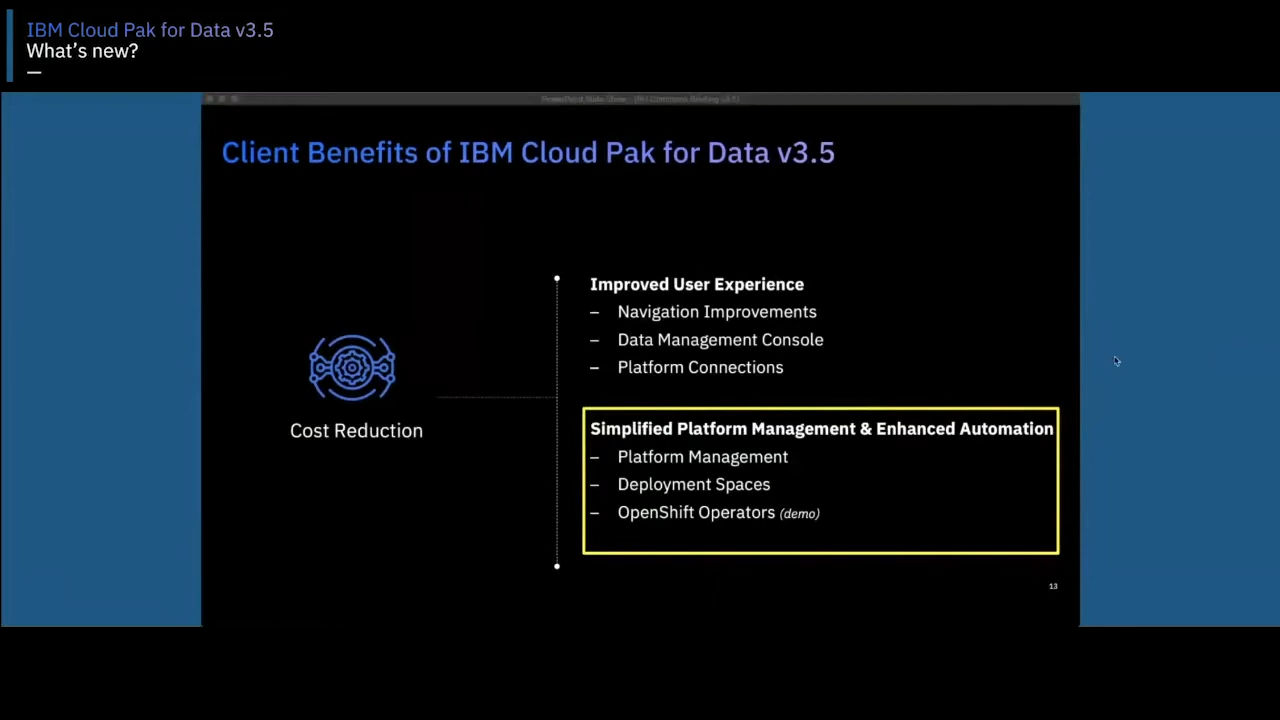 IBM Cloud Pak for Data v3.5
What's new?
Client Benefits of IBM Cloud Pak for Data v3.5
Cost Reduction
Improved User Experience
– Navigation Improvements
– Data Management Console
– Platform Connections
Simplified Platform Management & Enhanced Automation
– Platform Management
– Deployment Spaces
– OpenShift Operators (demo)
13